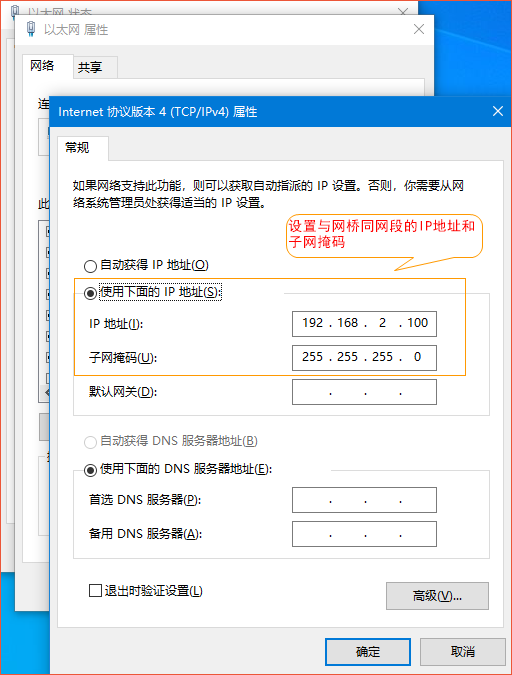 以太网 状态
以太网 属性
网络
共享
连
此
Internet 协议版本 4 (TCP/IPv4) 属性
常规
如果网络支持此功能，则可以获取自动指派的 IP 设置。否则，你需要从网
络系统管理员处获得适当的 IP 设置。
设置与网桥同网段的IP地址和
子网掩码
自动获得 IP 地址(O)
使用下面的 IP 地址(S):
IP 地址(I):
192 . 168 . 2 . 100
子网掩码(U):
255 . 255 . 255 . 0
默认网关(D):
. . .
自动获得 DNS 服务器地址(B)
使用下面的 DNS 服务器地址(E):
首选 DNS 服务器(P):
. . .
备用 DNS 服务器(A):
. . .
退出时验证设置(L)
高级(V)...
确定
取消